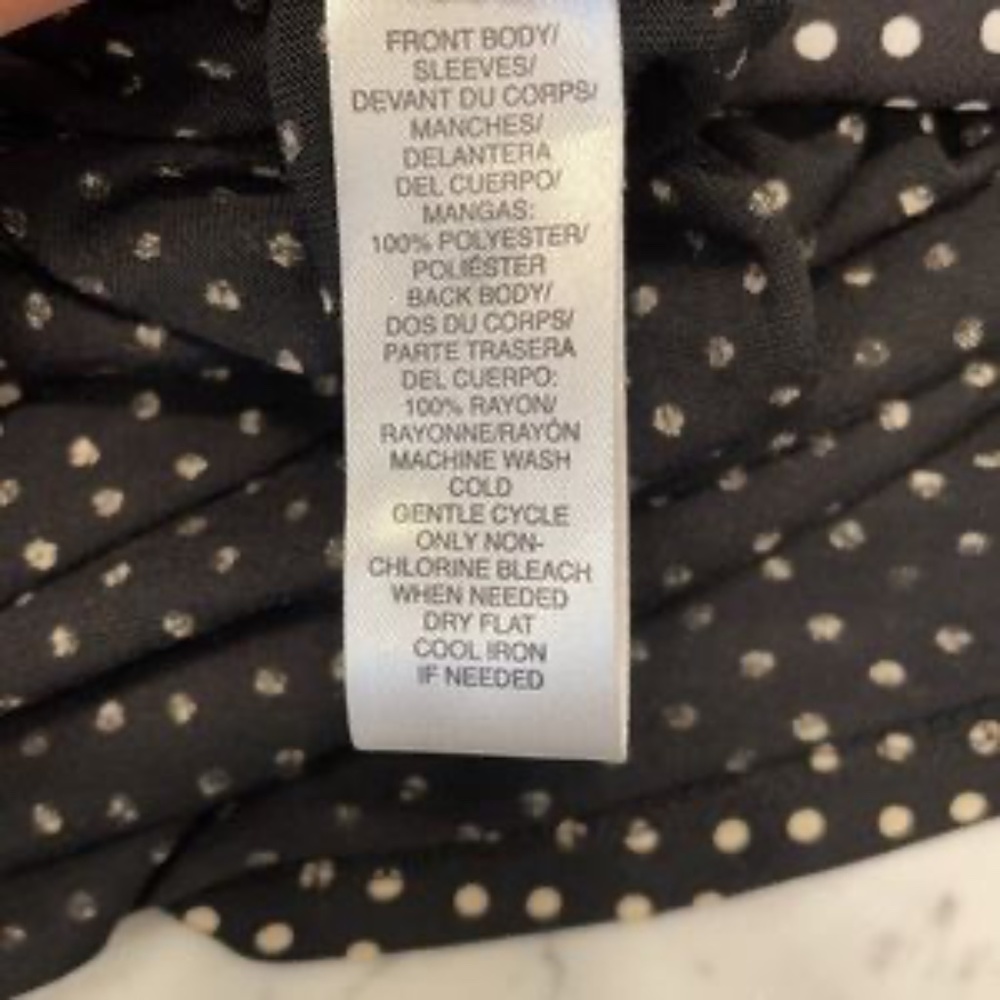 FRONT BODY/
SLEEVES/
DEVANT DU CORPS/
MANCHES/
DELANTERA
DEL CUERPO/
MANGAS:
100% POLYESTER/
POLIÉSTER
BACK BODY/
DOS DU CORPS/
PARTE TRASERA
DEL CUERPO:
100% RAYON/
RAYONNE/RAYÓN
MACHINE WASH
COLD
GENTLE CYCLE
ONLY NON-
CHLORINE BLEACH
WHEN NEEDED
DRY FLAT
COOL IRON
IF NEEDED